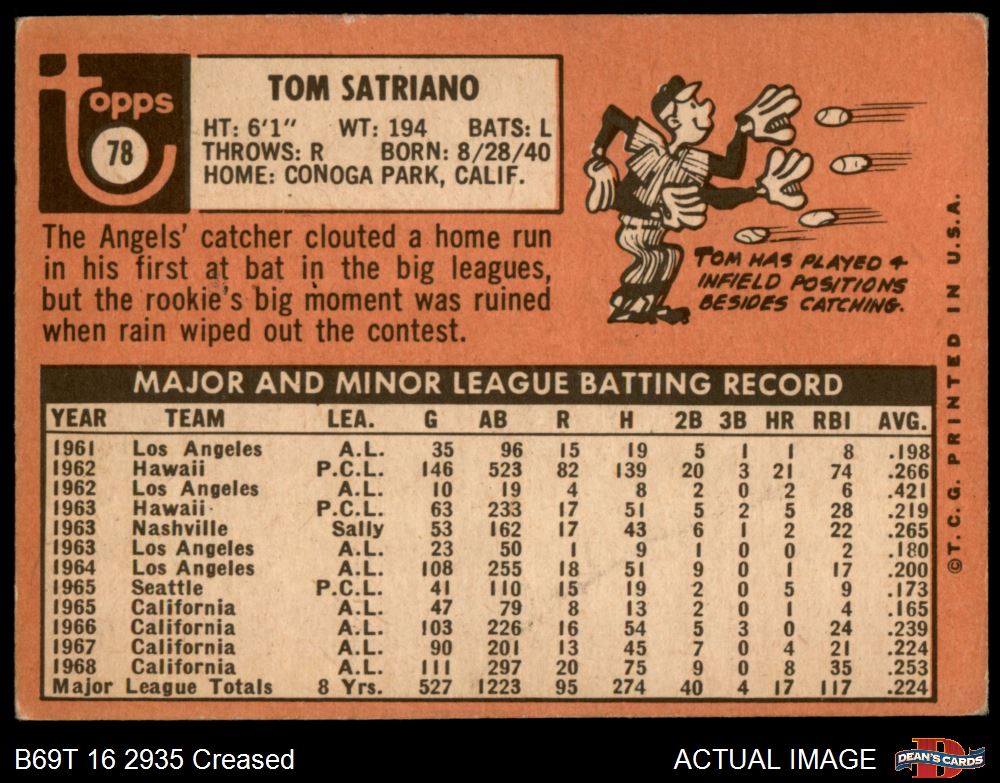 Topps
78
TOM SATRIANO
HT: 6'1" WT: 194 BATS: L
THROWS: R BORN: 8/28/40
HOME: CONOGA PARK, CALIF.
The Angels' catcher clouted a home run
in his first at bat in the big leagues,
but the rookie's big moment was ruined
when rain wiped out the contest.
TOM HAS PLAYED 4
INFIELD POSITIONS
BESIDES CATCHING.
MAJOR AND MINOR LEAGUE BATTING RECORD
YEAR TEAM LEA. G AB R H 2B 3B HR RBI AVG.
1961 Los Angeles A.L. 35 96 15 19 5 1 1 8 .198
1962 Hawaii P.C.L. 146 523 82 139 20 3 21 74 .266
1962 Los Angeles A.L. 10 19 4 8 2 0 2 6 .421
1963 Hawaii P.C.L. 63 233 17 51 5 2 5 28 .219
1963 Nashville Sally 53 162 17 43 6 1 2 22 .265
1963 Los Angeles A.L. 23 50 1 9 1 0 0 2 .180
1964 Los Angeles A.L. 108 255 18 51 9 0 1 17 .200
1965 Seattle P.C.L. 41 110 15 19 2 0 5 9 .173
1965 California A.L. 47 79 8 13 2 0 1 4 .165
1966 California A.L. 103 226 16 54 5 3 0 24 .239
1967 California A.L. 90 201 13 45 7 0 4 21 .224
1968 California A.L. 111 297 20 75 9 0 8 35 .253
Major League Totals 8 Yrs. 527 1223 95 274 40 4 17 117 .224
©T.C.G. PRINTED IN U.S.A.
B69T 16 2935 Creased
ACTUAL IMAGE
D
DEAN'S CARDS